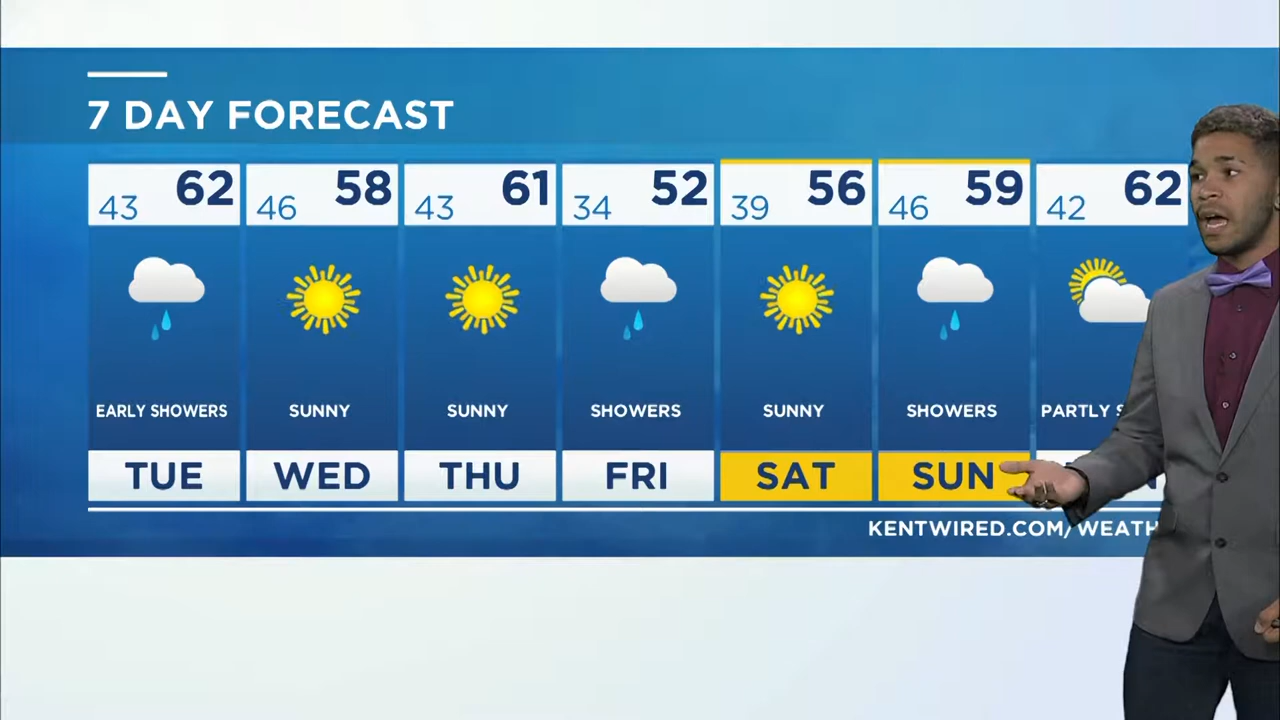 7 DAY FORECAST
43 62 46 58 43 61 34 52 39 56 46 59 42 62
EARLY SHOWERS SUNNY SUNNY SHOWERS SUNNY SHOWERS PARTLY
TUE WED THU FRI SAT SUN
KENTWIRED.COM/WEATH